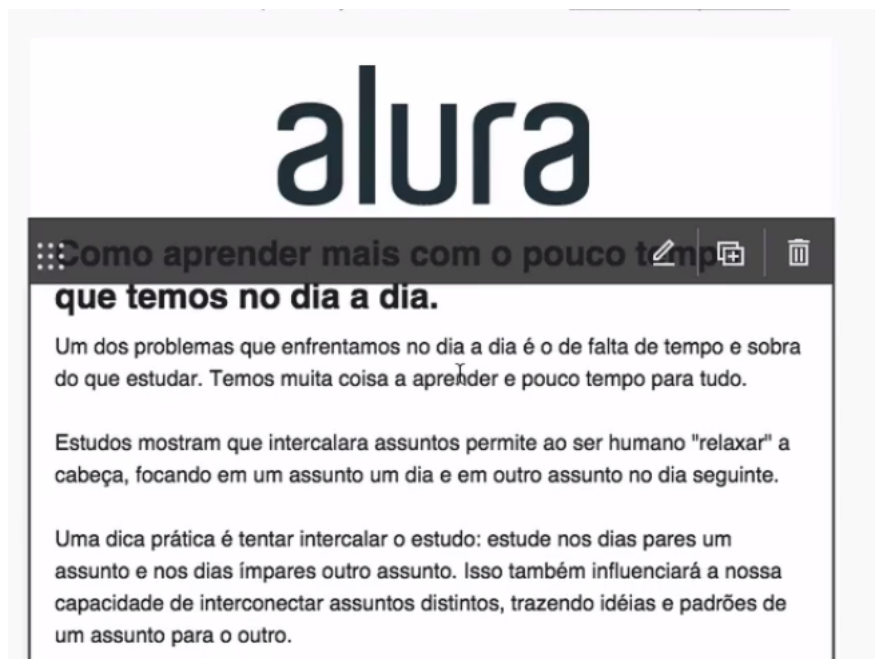 alura
Como aprender mais com o pouco tempo
que temos no dia a dia.
Um dos problemas que enfrentamos no dia a dia é o de falta de tempo e sobra
do que estudar. Temos muita coisa a aprender e pouco tempo para tudo.
Estudos mostram que intercalara assuntos permite ao ser humano "relaxar" a
cabeça, focando em um assunto um dia e em outro assunto no dia seguinte.
Uma dica prática é tentar intercalar o estudo: estude nos dias pares um
assunto e nos dias ímpares outro assunto. Isso também influenciará a nossa
capacidade de interconectar assuntos distintos, trazendo idéias e padrões de
um assunto para o outro.